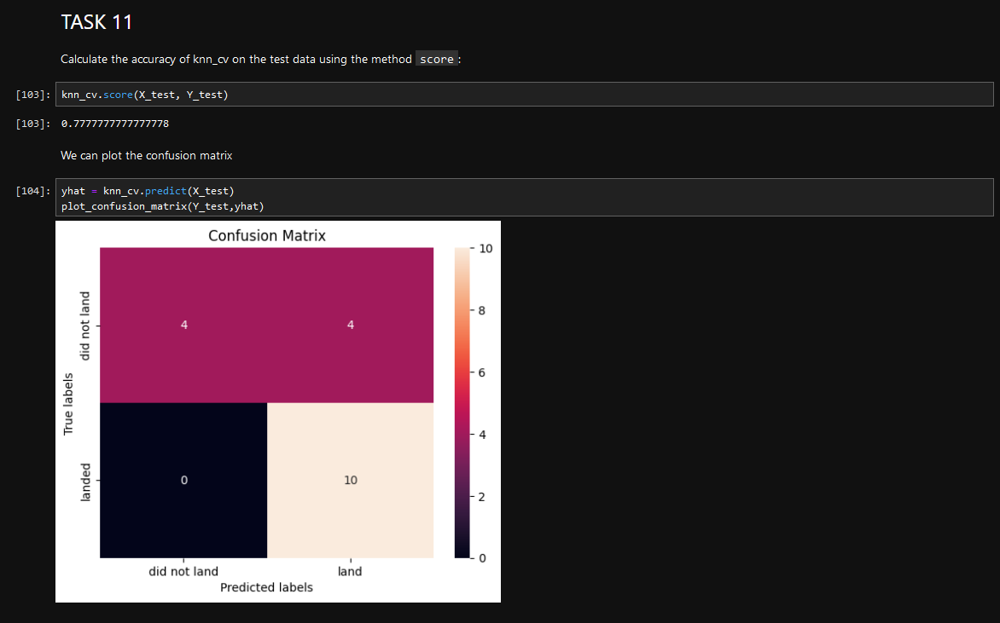 TASK 11
Calculate the accuracy of knn_cv on the test data using the method score:
[103]: knn_cv.score(X_test, Y_test)
[103]: 0.7777777777777778
We can plot the confusion matrix
[104]: yhat = knn_cv.predict(X_test)
plot_confusion_matrix(Y_test,yhat)
Confusion Matrix
10
8
6
4
2
0
True labels
did not land
4 4
landed
0 10
did not land land
Predicted labels